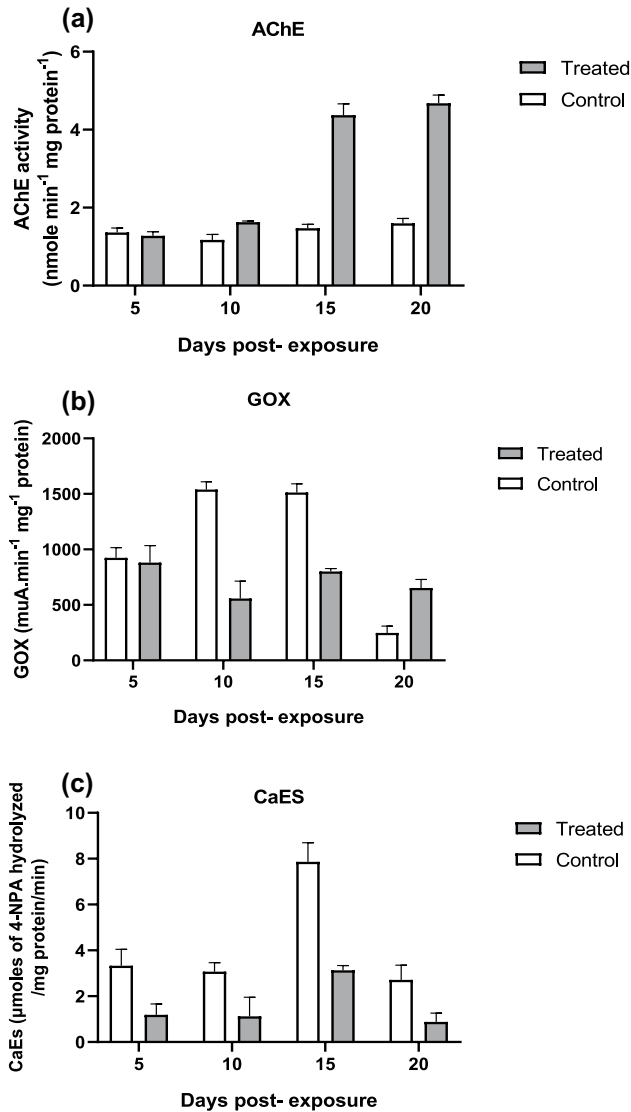 (a)
AChE
AChE activity
(nmole min⁻¹ mg protein⁻¹)
6
4
2
0
5 10 15 20
Days post- exposure
Treated
Control
(b)
GOX
GOX (muA.min⁻¹ mg⁻¹ protein)
2000
1500
1000
500
0
5 10 15 20
Days post- exposure
Treated
Control
(c)
CaES
CaEs (µmoles of 4-NPA hydrolyzed
/mg protein/min)
10
8
6
4
2
0
5 10 15 20
Days post- exposure
Treated
Control